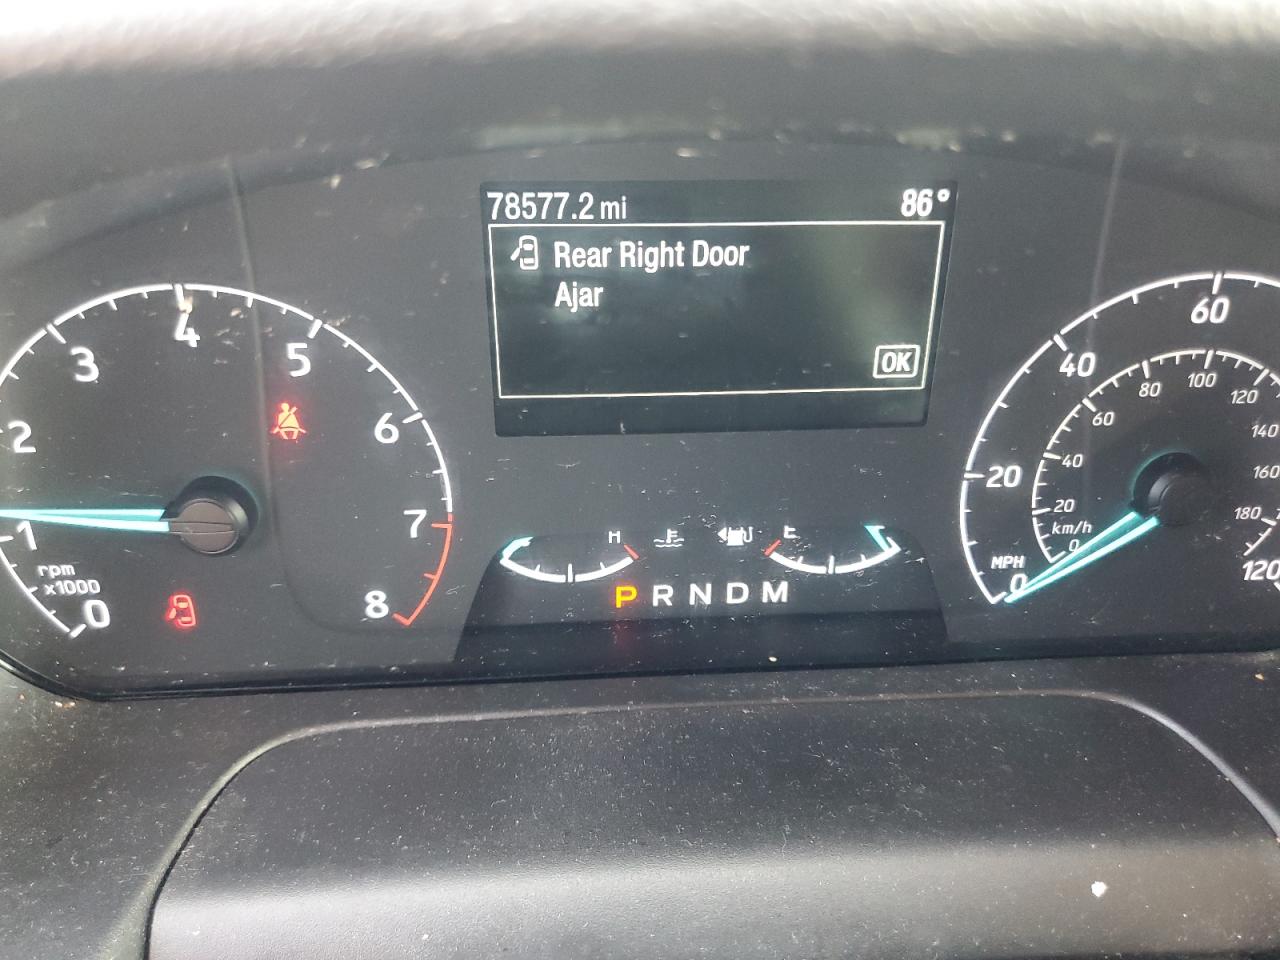 78577.2 mi 86°
Rear Right Door
Ajar
OK
0 1 2 3 4 5 6 7 8
rpm
x1000
H E
P R N D M
0 20 40 60 120
MPH
0 20 40 60 80 100 120 140 160 180
km/h